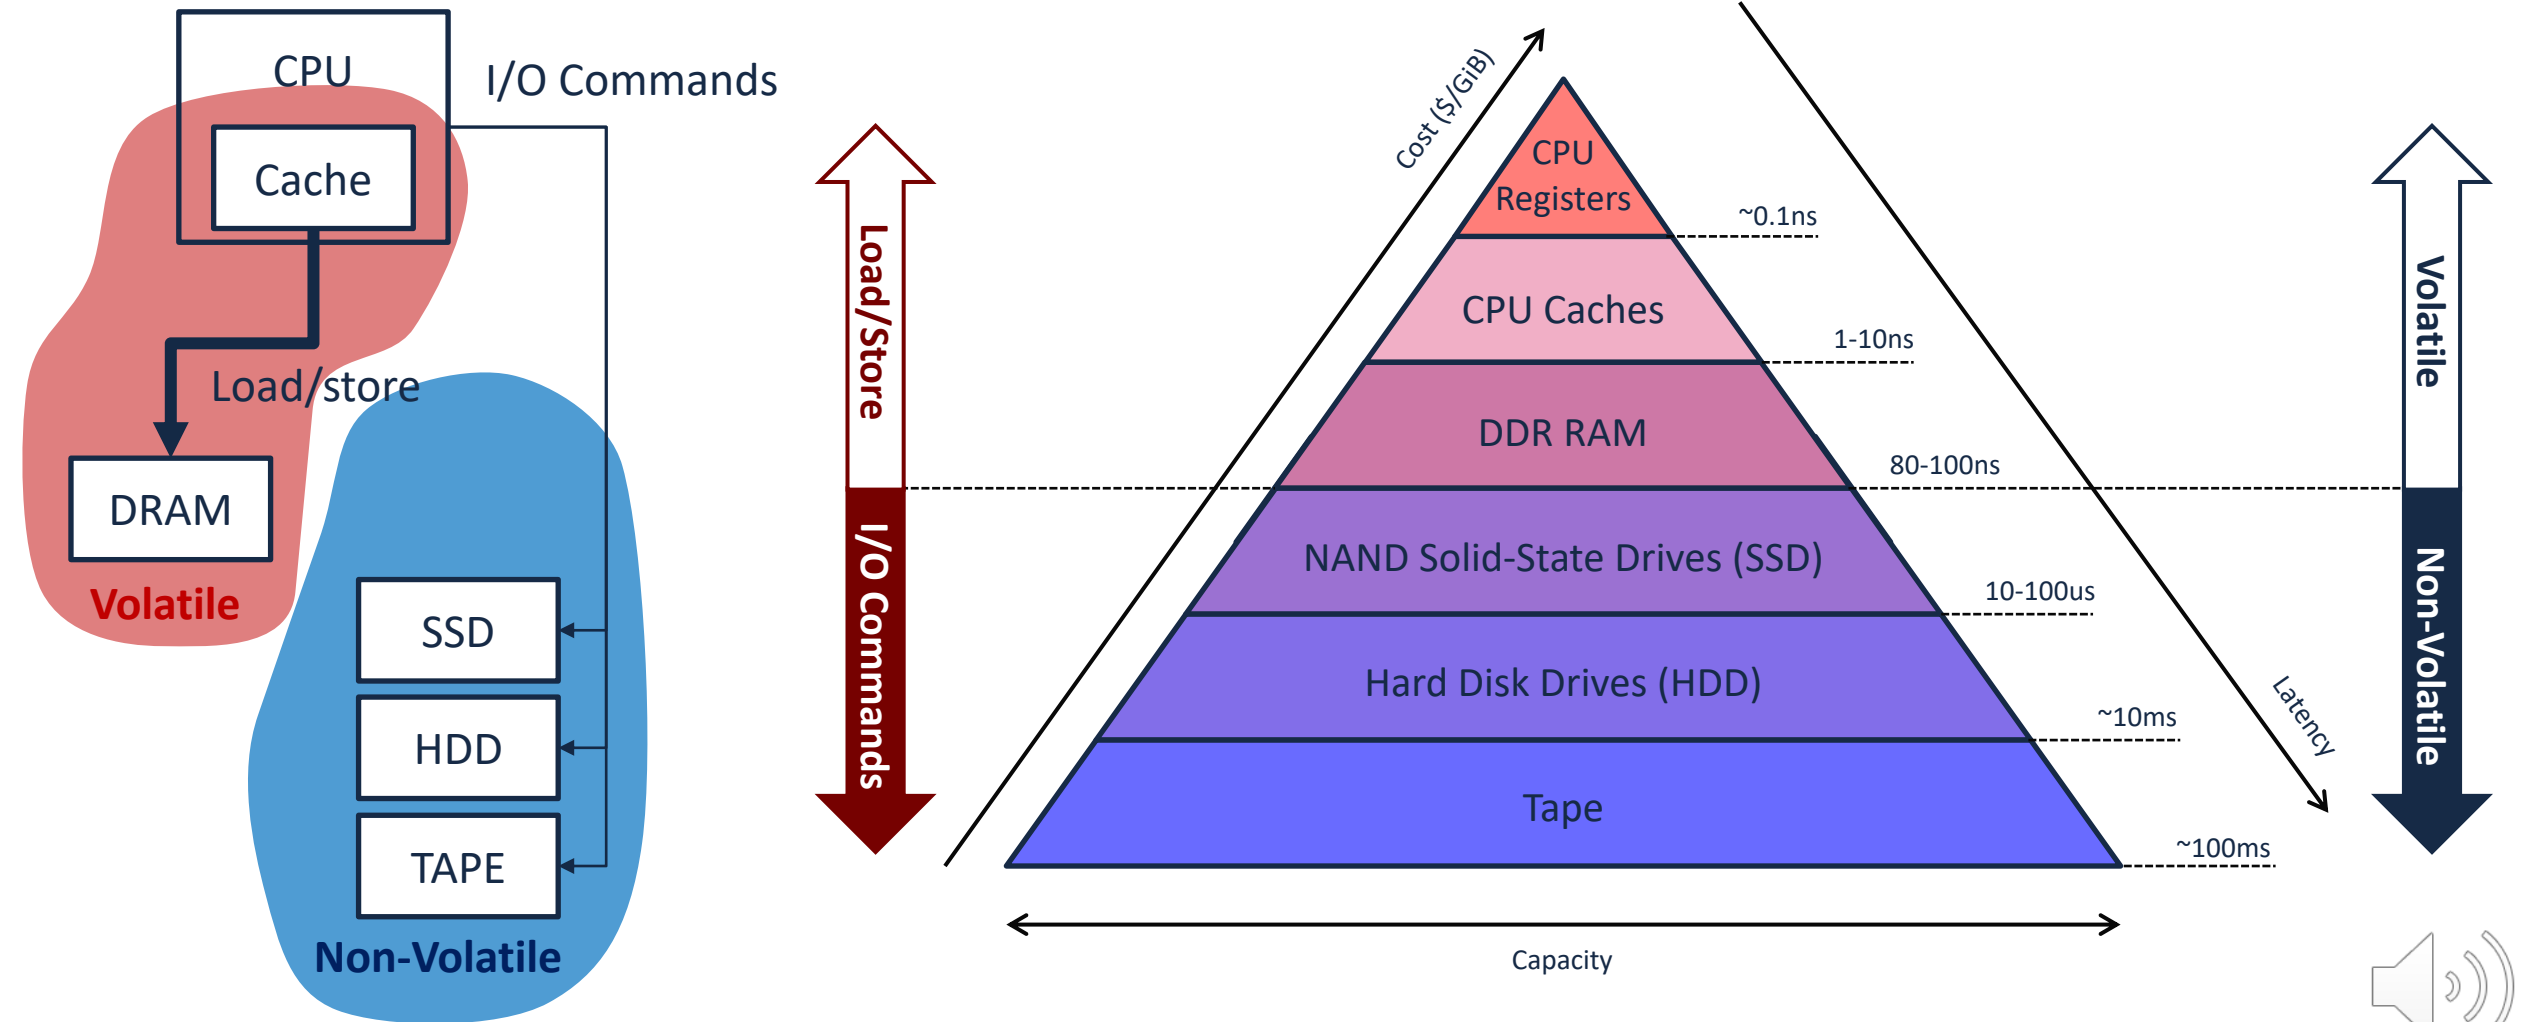 CPU
I/O Commands
Cache
Load/store
DRAM
Volatile
SSD
HDD
TAPE
Non-Volatile
Load/Store
I/O Commands
Cost ($/GiB)
CPU
Registers
~0.1ns
CPU Caches
1-10ns
DDR RAM
80-100ns
NAND Solid-State Drives (SSD)
10-100us
Hard Disk Drives (HDD)
~10ms
Tape
~100ms
Capacity
Latency
Volatile
Non-Volatile